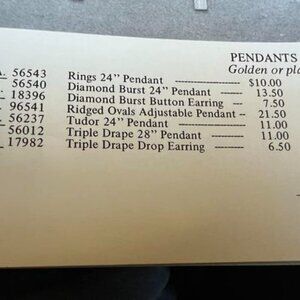 PENDANTS
Golden or pla
A. 56543 Rings 24" Pendant ---------------- $10.00
56540 Diamond Burst 24" Pendant ------- 13.50
18396 Diamond Burst Button Earring --- 7.50
96541 Ridged Ovals Adjustable Pendant -- 21.50
56237 Tudor 24" Pendant --------------- 11.00
56012 Triple Drape 28" Pendant --------- 11.00
17982 Triple Drape Drop Earring ------- 6.50